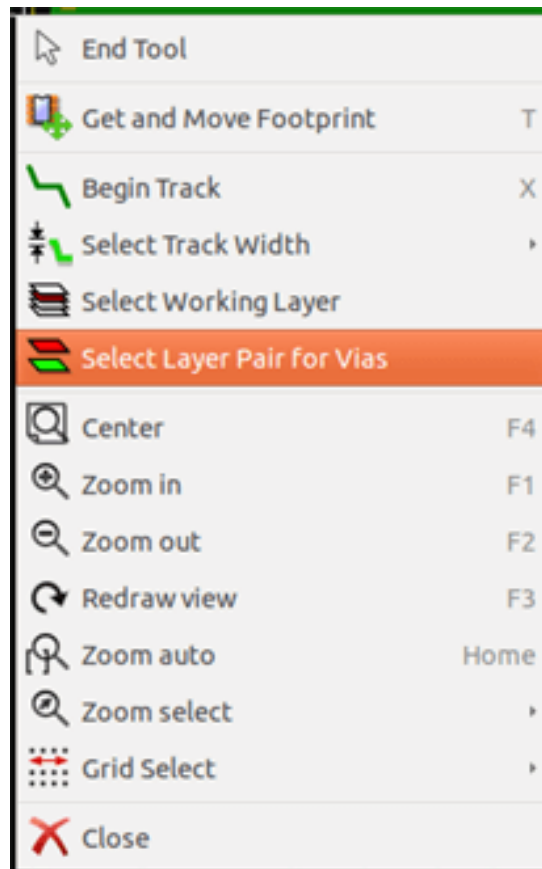 End Tool
Get and Move Footprint T
Begin Track X
Select Track Width
Select Working Layer
Select Layer Pair for Vias
Center F4
Zoom in F1
Zoom out F2
Redraw view F3
Zoom auto Home
Zoom select
Grid Select
Close